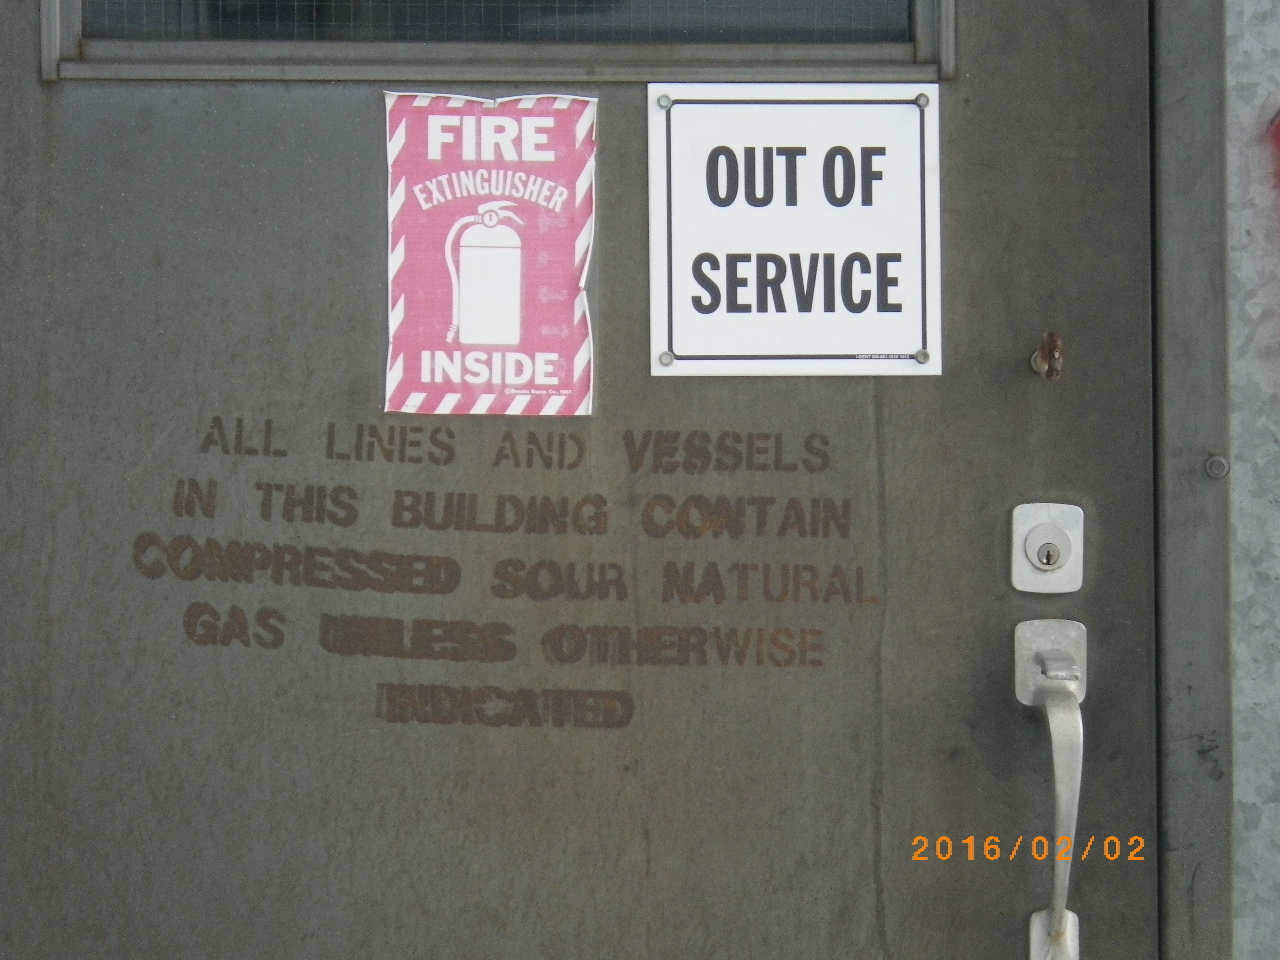 FIRE
EXTINGUISHER
INSIDE
OUT OF
SERVICE
ALL LINES AND VESSELS
IN THIS BUILDING CONTAIN
COMPRESSED SOUR NATURAL
GAS UNLESS OTHERWISE
INDICATED
2016/02/02